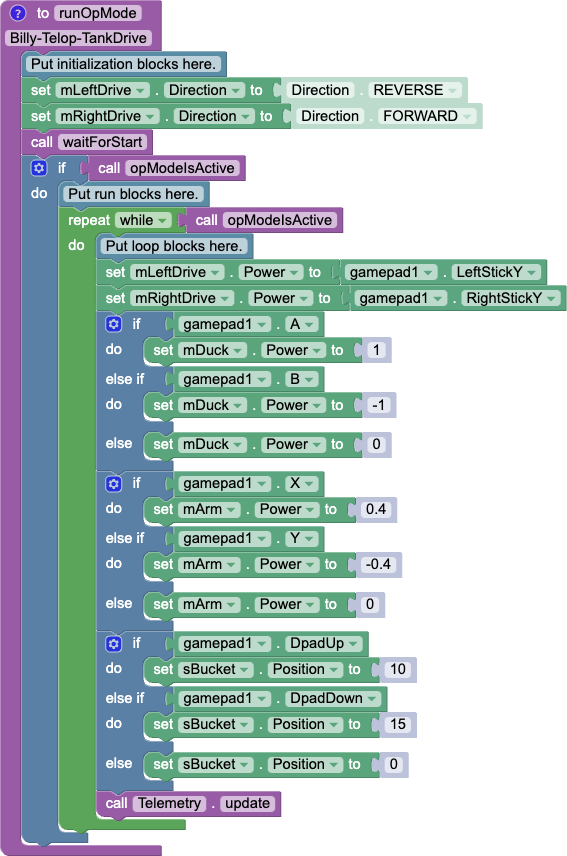 ? to runOpMode
Billy-Telop-TankDrive
Put initialization blocks here.
set mLeftDrive . Direction to Direction . REVERSE
set mRightDrive . Direction to Direction . FORWARD
call waitForStart
if call opModeIsActive
do Put run blocks here.
repeat while call opModeIsActive
do Put loop blocks here.
set mLeftDrive . Power to gamepad1 . LeftStickY
set mRightDrive . Power to gamepad1 . RightStickY
if gamepad1 . A
do set mDuck . Power to 1
else if gamepad1 . B
do set mDuck . Power to -1
else set mDuck . Power to 0
if gamepad1 . X
do set mArm . Power to 0.4
else if gamepad1 . Y
do set mArm . Power to -0.4
else set mArm . Power to 0
if gamepad1 . DpadUp
do set sBucket . Position to 10
else if gamepad1 . DpadDown
do set sBucket . Position to 15
else set sBucket . Position to 0
call Telemetry . update